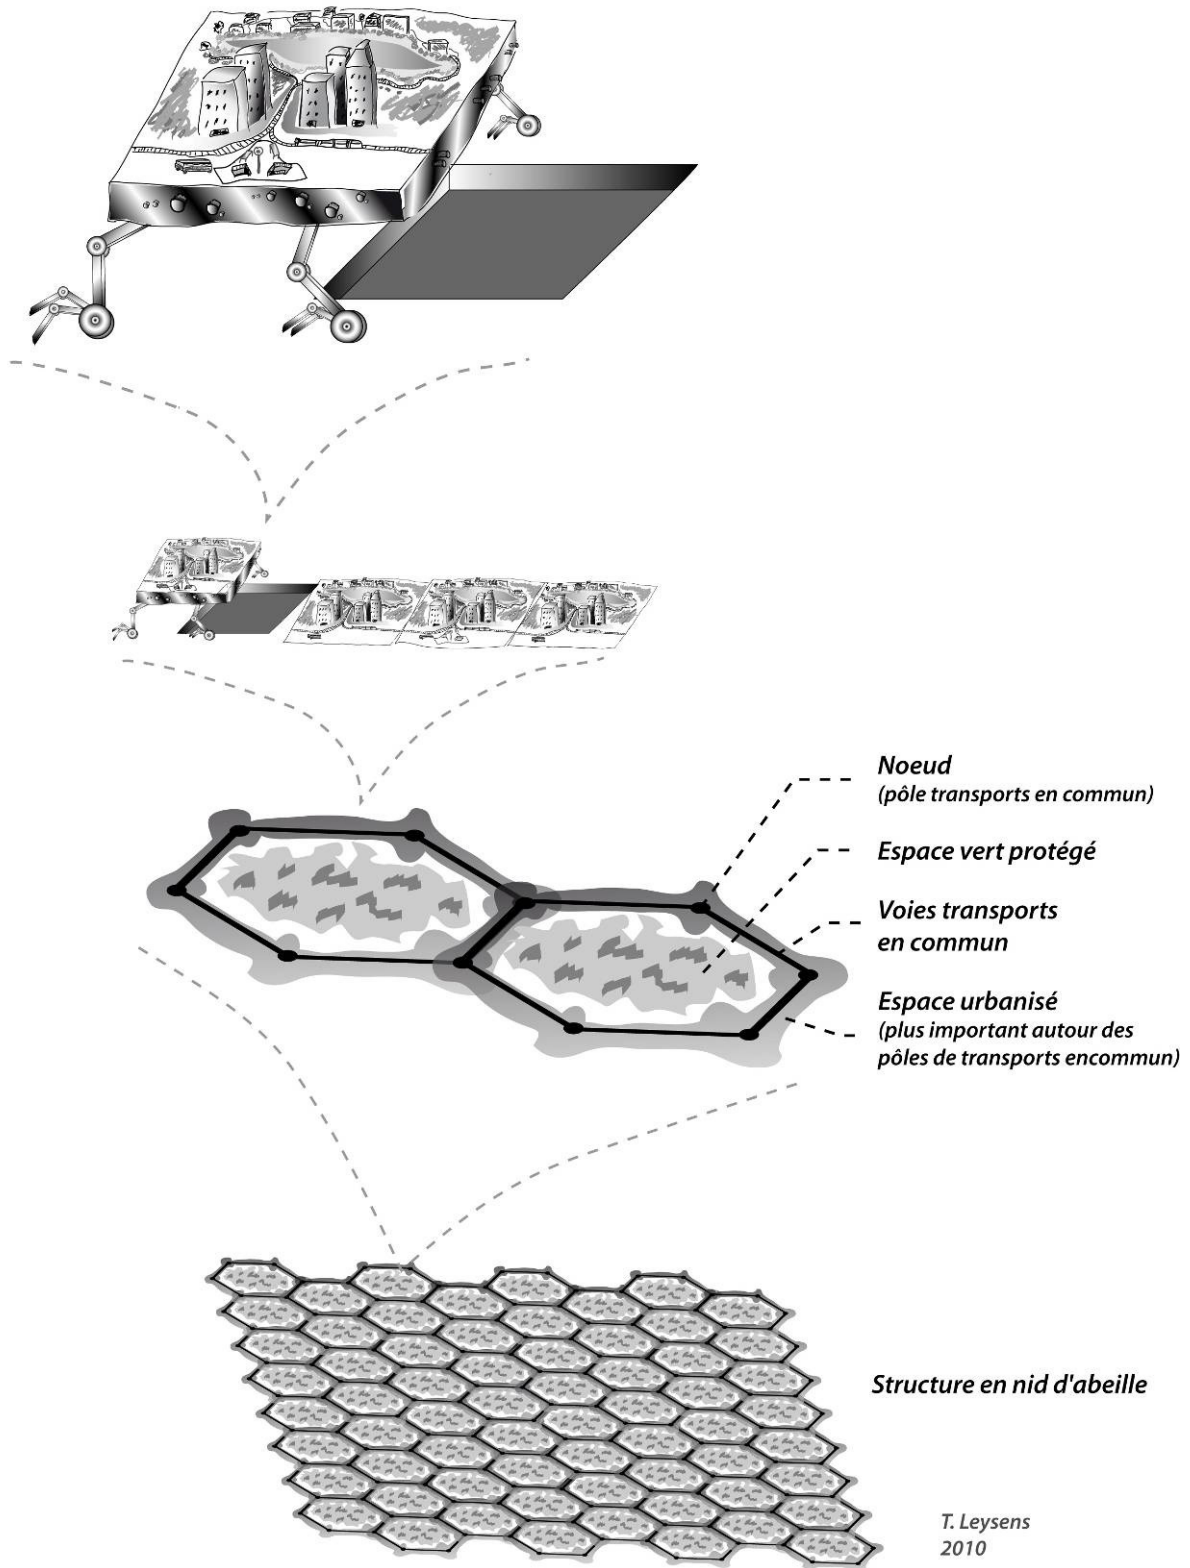 Noeud
(pôle transports en commun)
Espace vert protégé
Voies transports
en commun
Espace urbanisé
(plus important autour des
pôles de transports encommun)
Structure en nid d'abeille
T. Leysens
2010